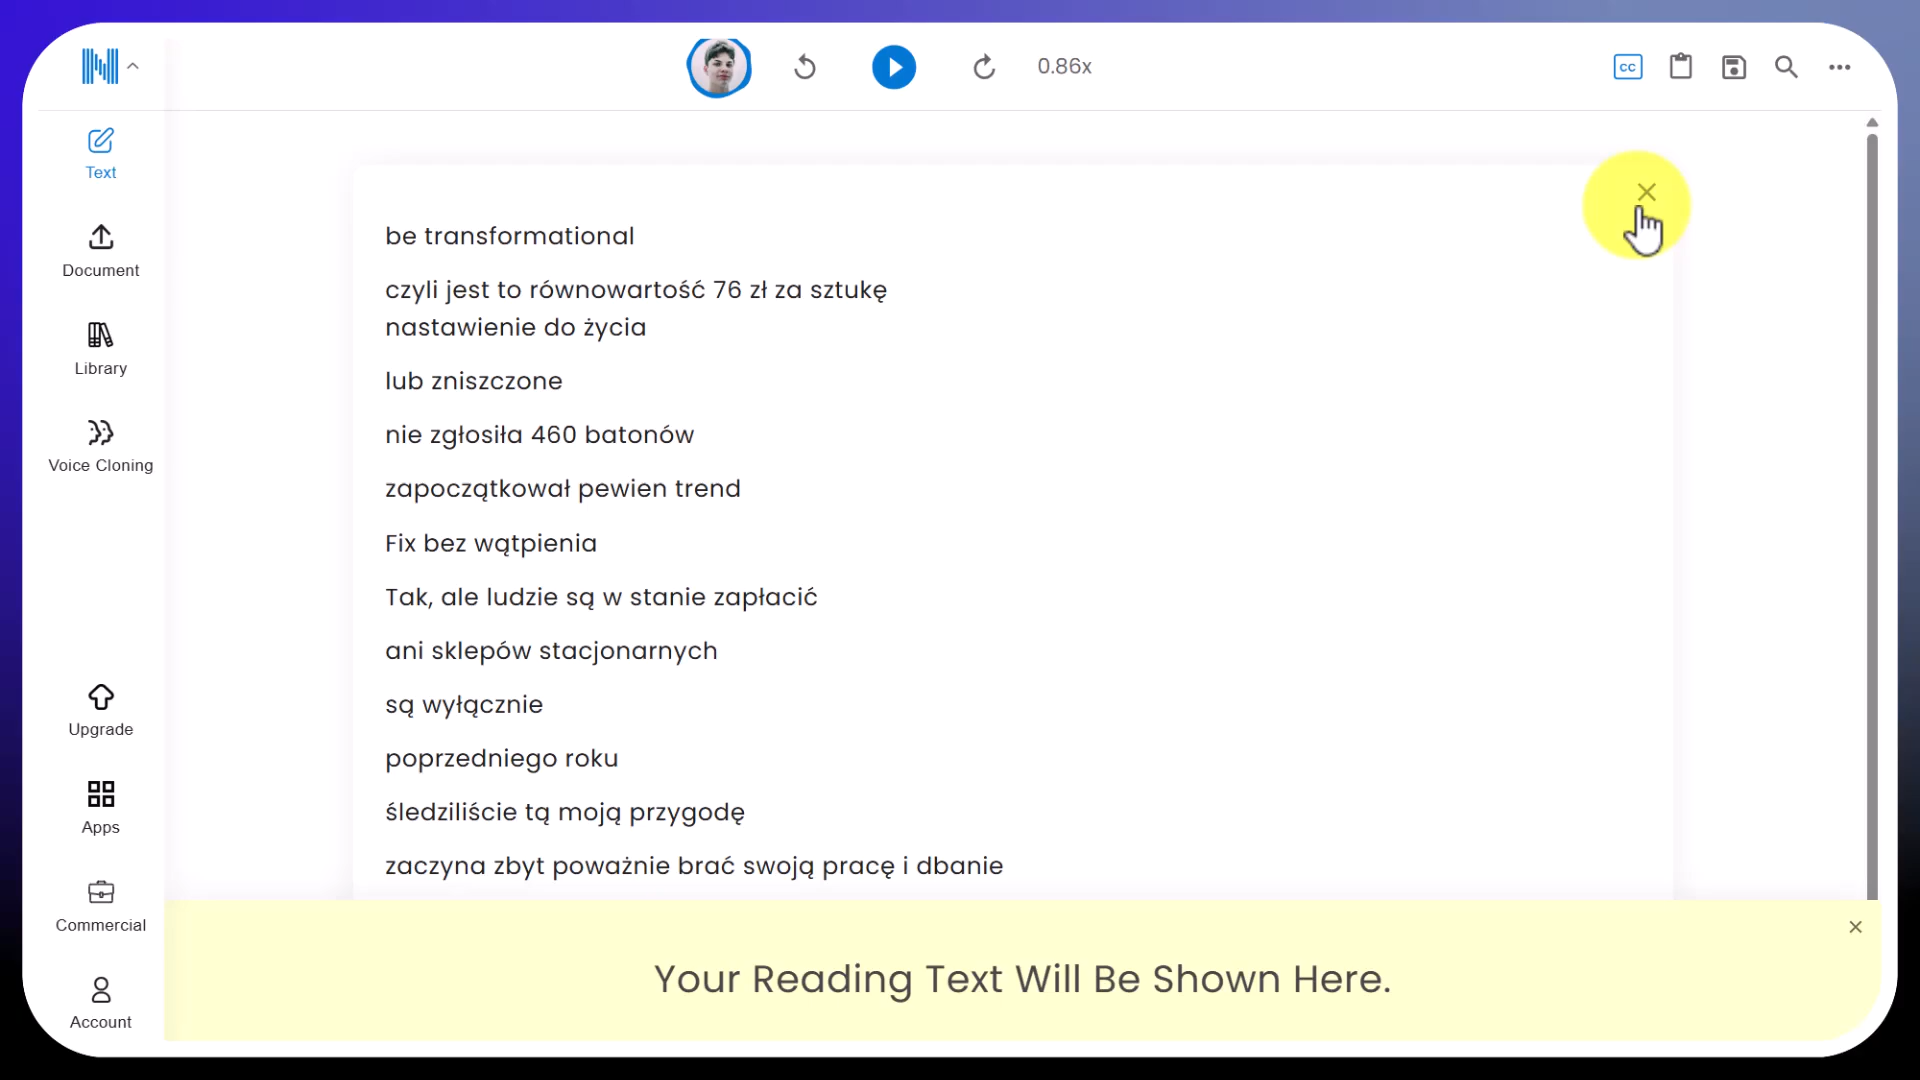 0.86x
CC
Text
Document
Library
Voice Cloning
Upgrade
Apps
Commercial
Account
be transformational
czyli jest to równowartość 76 zł za sztukę
nastawienie do życia
lub zniszczone
nie zgłosiła 460 batonów
zapoczątkował pewien trend
Fix bez wątpienia
Tak, ale ludzie są w stanie zapłacić
ani sklepów stacjonarnych
są wyłącznie
poprzedniego roku
śledziliście tą moją przygodę
zaczyna zbyt poważnie brać swoją pracę i dbanie
Your Reading Text Will Be Shown Here.